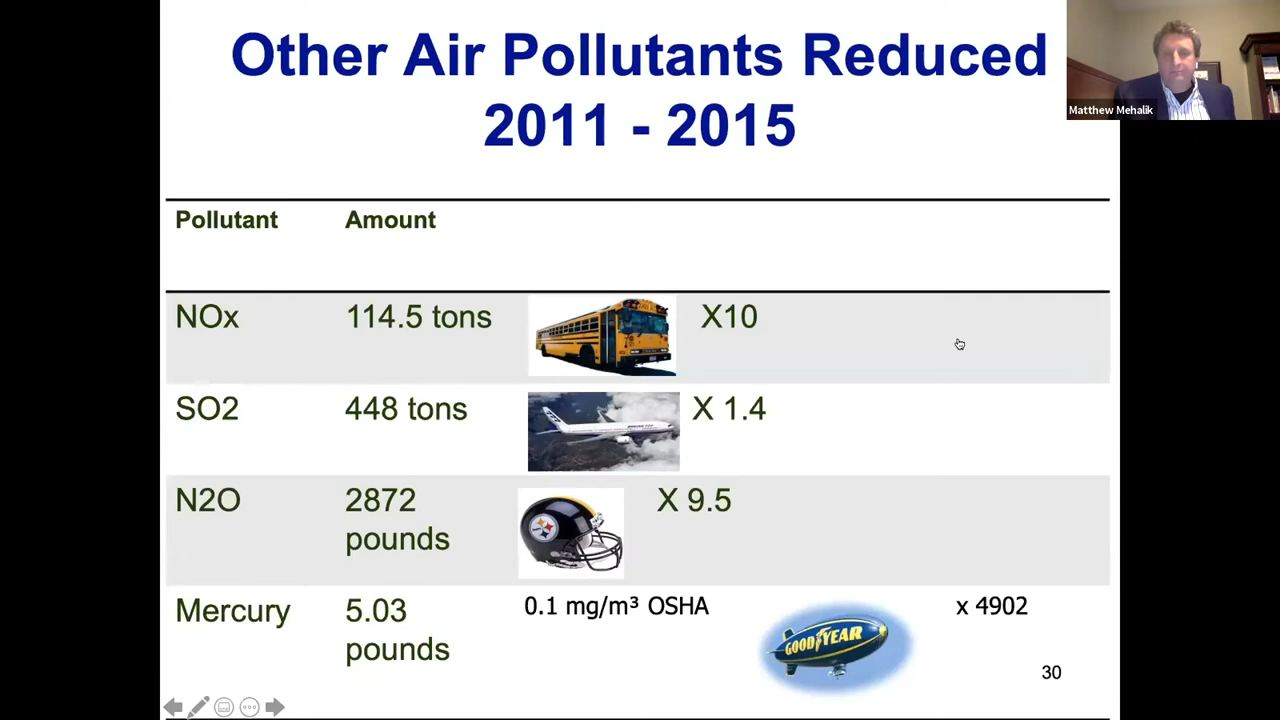 Other Air Pollutants Reduced
2011 - 2015
Matthew Mehalik
Pollutant Amount
NOx 114.5 tons X10
SO2 448 tons X 1.4
N2O 2872 X 9.5
pounds
Mercury 5.03 0.1 mg/m³ OSHA x 4902
pounds
GOODYEAR
30